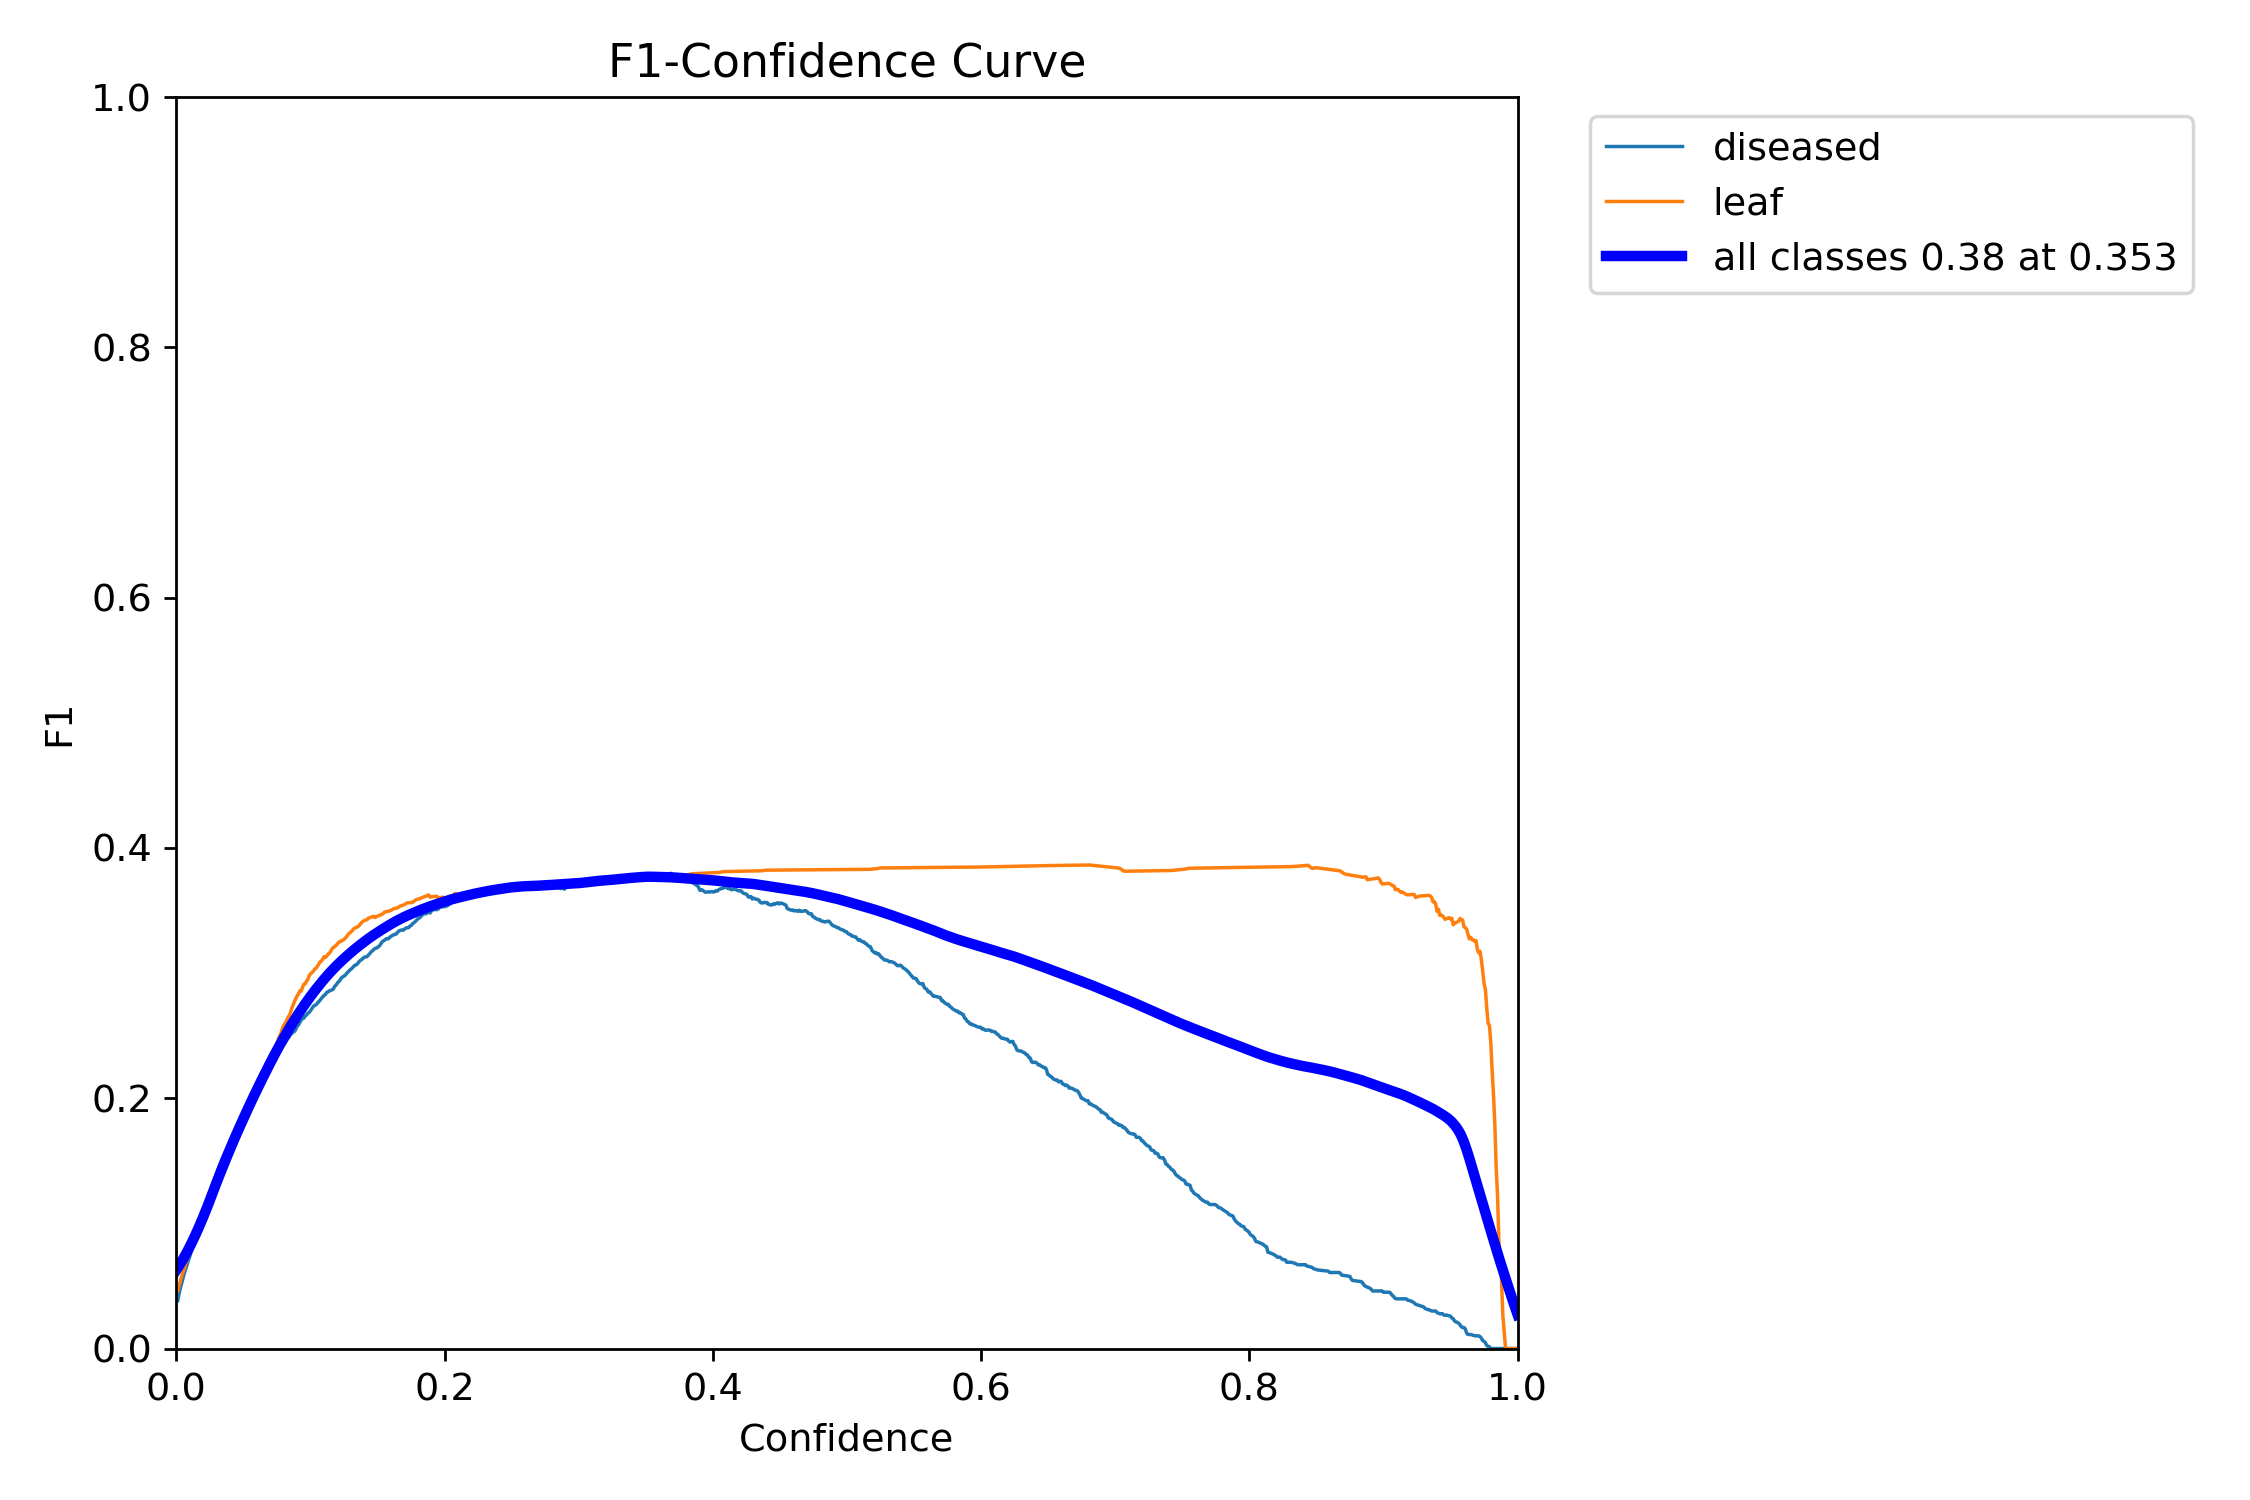 F1-Confidence Curve
1.0
0.8
0.6
0.4
0.2
0.0
F1
0.0 0.2 0.4 0.6 0.8 1.0
Confidence
diseased
leaf
all classes 0.38 at 0.353